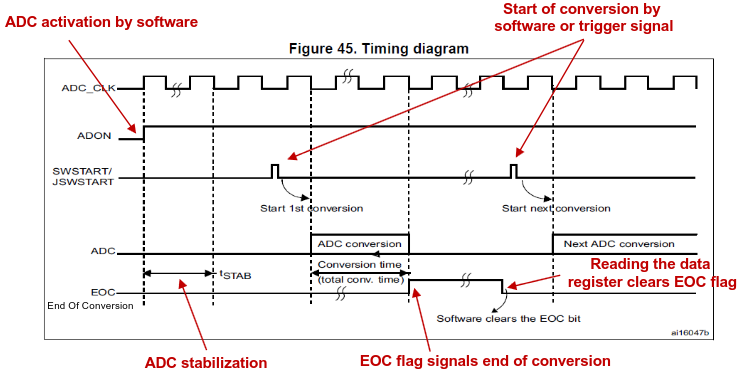 ADC activation by software
Start of conversion by
software or trigger signal
Figure 45. Timing diagram
ADC_CLK
ADON
SWSTART/
JSWSTART
Start 1st conversion
Start next conversion
ADC
ADC conversion
Next ADC conversion
Conversion time
(total conv. time)
tSTAB
Reading the data
register clears EOC flag
EOC
End Of Conversion
Software clears the EOC bit
ai16047b
ADC stabilization
EOC flag signals end of conversion